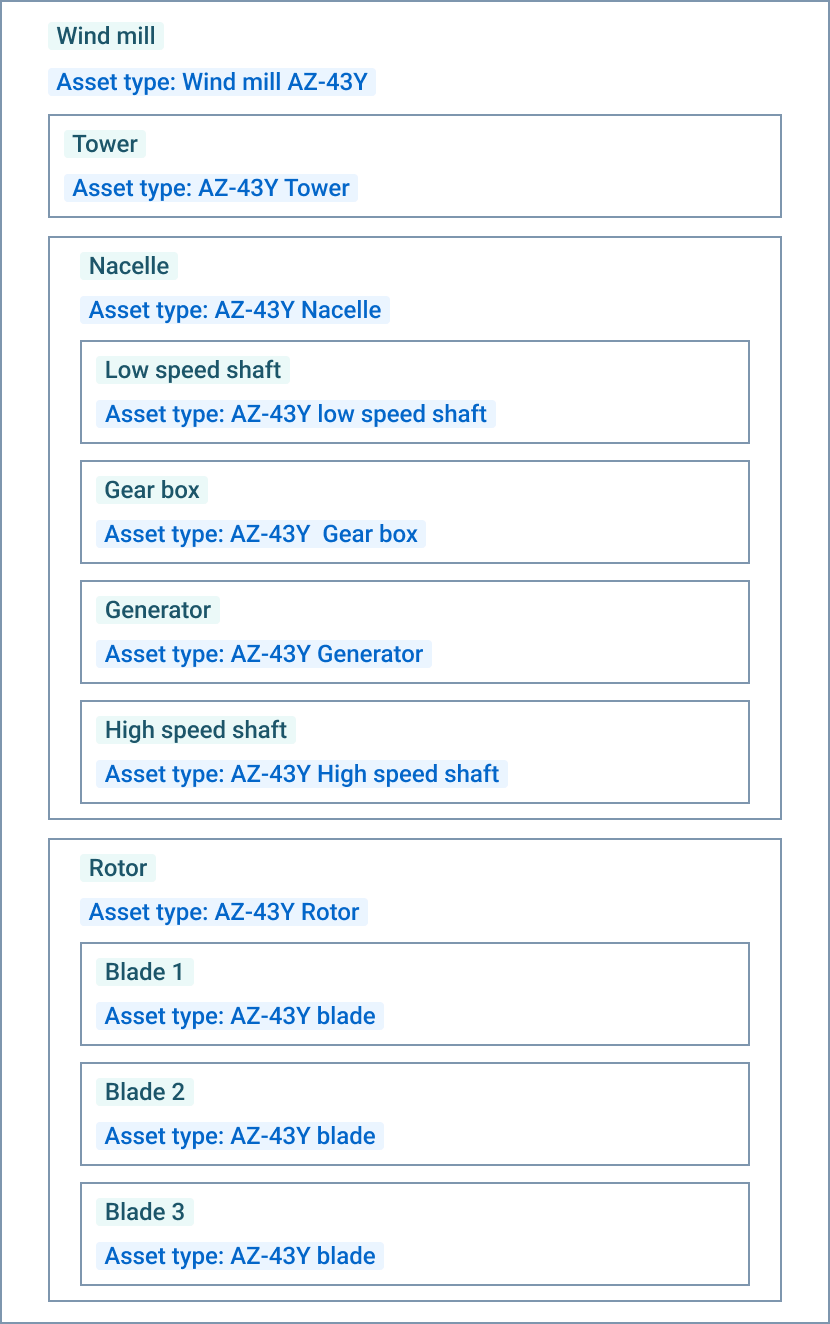 Wind mill
Asset type: Wind mill AZ-43Y
Tower
Asset type: AZ-43Y Tower
Nacelle
Asset type: AZ-43Y Nacelle
Low speed shaft
Asset type: AZ-43Y low speed shaft
Gear box
Asset type: AZ-43Y  Gear box
Generator
Asset type: AZ-43Y Generator
High speed shaft
Asset type: AZ-43Y High speed shaft
Rotor
Asset type: AZ-43Y Rotor
Blade 1
Asset type: AZ-43Y blade
Blade 2
Asset type: AZ-43Y blade
Blade 3
Asset type: AZ-43Y blade